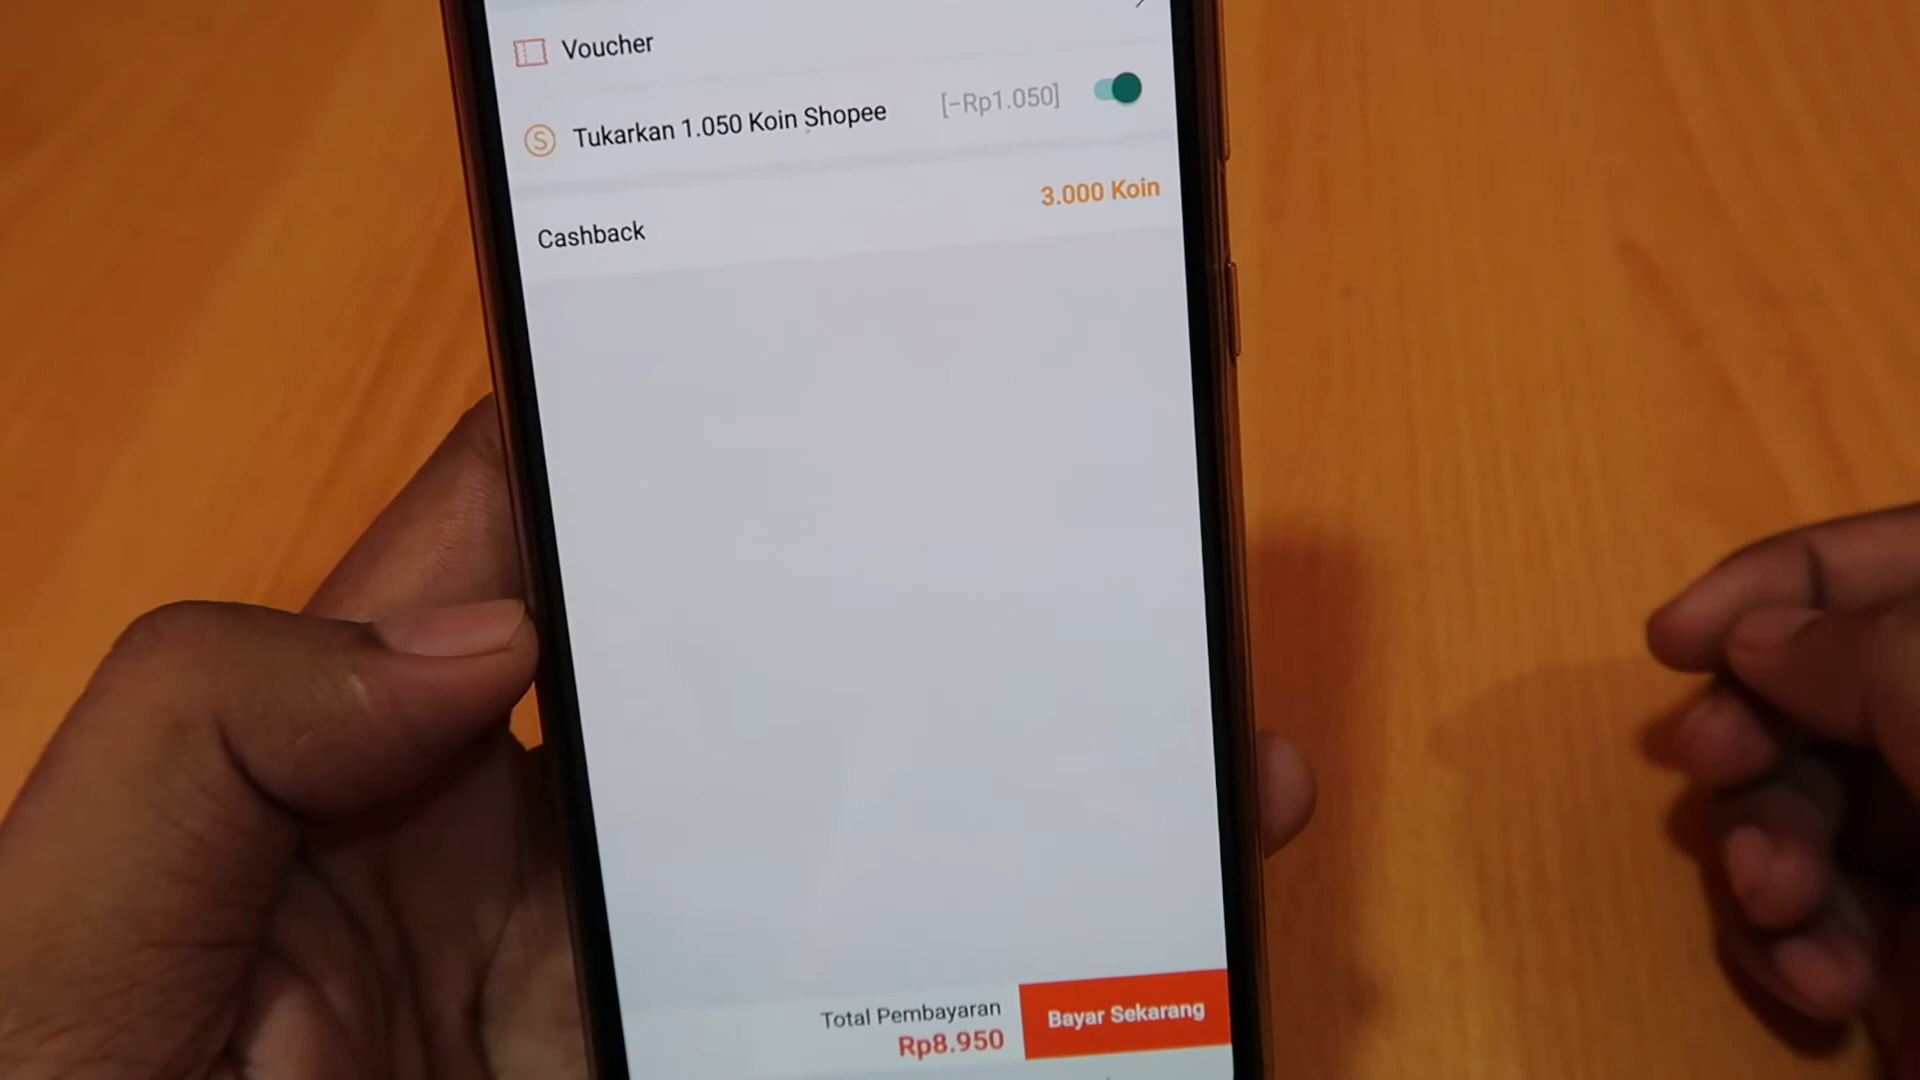 Voucher
Tukarkan 1.050 Koin Shopee [-Rp1.050]
Cashback 3.000 Koin
Total Pembayaran
Rp8.950
Bayar Sekarang